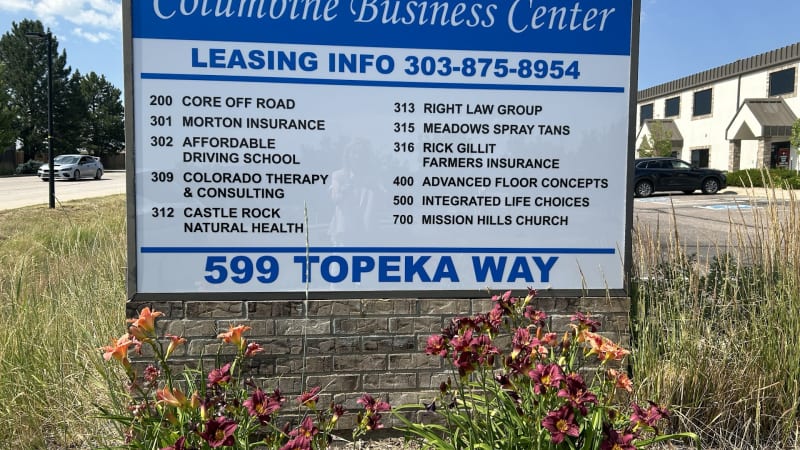 Columbine Business Center
LEASING INFO 303-875-8954
200 CORE OFF ROAD
301 MORTON INSURANCE
302 AFFORDABLE
DRIVING SCHOOL
309 COLORADO THERAPY
& CONSULTING
312 CASTLE ROCK
NATURAL HEALTH
313 RIGHT LAW GROUP
315 MEADOWS SPRAY TANS
316 RICK GILLIT
FARMERS INSURANCE
400 ADVANCED FLOOR CONCEPTS
500 INTEGRATED LIFE CHOICES
700 MISSION HILLS CHURCH
599 TOPEKA WAY